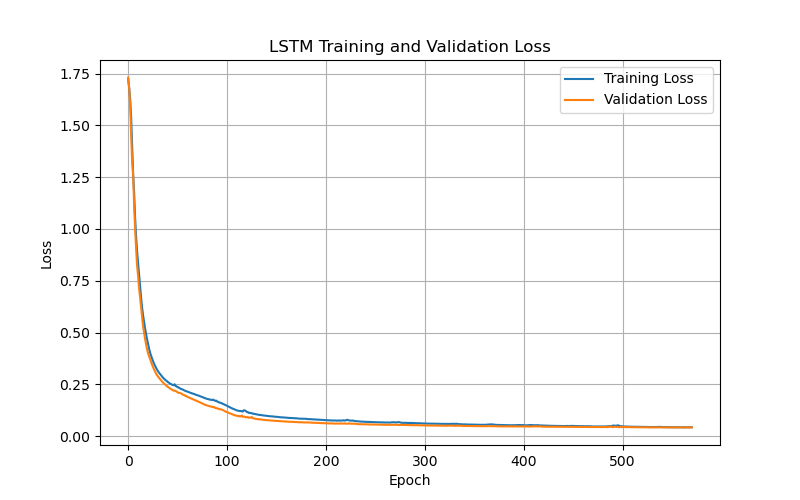 LSTM Training and Validation Loss
Training Loss
Validation Loss
1.75
1.50
1.25
1.00
0.75
0.50
0.25
0.00
Loss
0 100 200 300 400 500
Epoch